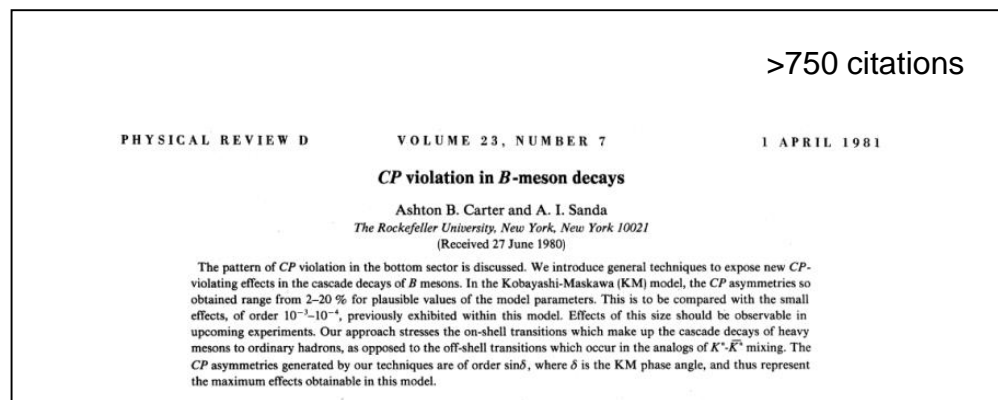 >750 citations
PHYSICAL REVIEW D VOLUME 23, NUMBER 7 1 APRIL 1981
CP violation in B-meson decays
Ashton B. Carter and A. I. Sanda
The Rockefeller University, New York, New York 10021
(Received 27 June 1980)
The pattern of CP violation in the bottom sector is discussed. We introduce general techniques to expose new CP-
violating effects in the cascade decays of B mesons. In the Kobayashi-Maskawa (KM) model, the CP asymmetries so
obtained range from 2–20 % for plausible values of the model parameters. This is to be compared with the small
effects, of order 10⁻³–10⁻⁴, previously exhibited within this model. Effects of this size should be observable in
upcoming experiments. Our approach stresses the on-shell transitions which make up the cascade decays of heavy
mesons to ordinary hadrons, as opposed to the off-shell transitions which occur in the analogs of K°-K̅° mixing. The
CP asymmetries generated by our techniques are of order sinδ, where δ is the KM phase angle, and thus represent
the maximum effects obtainable in this model.